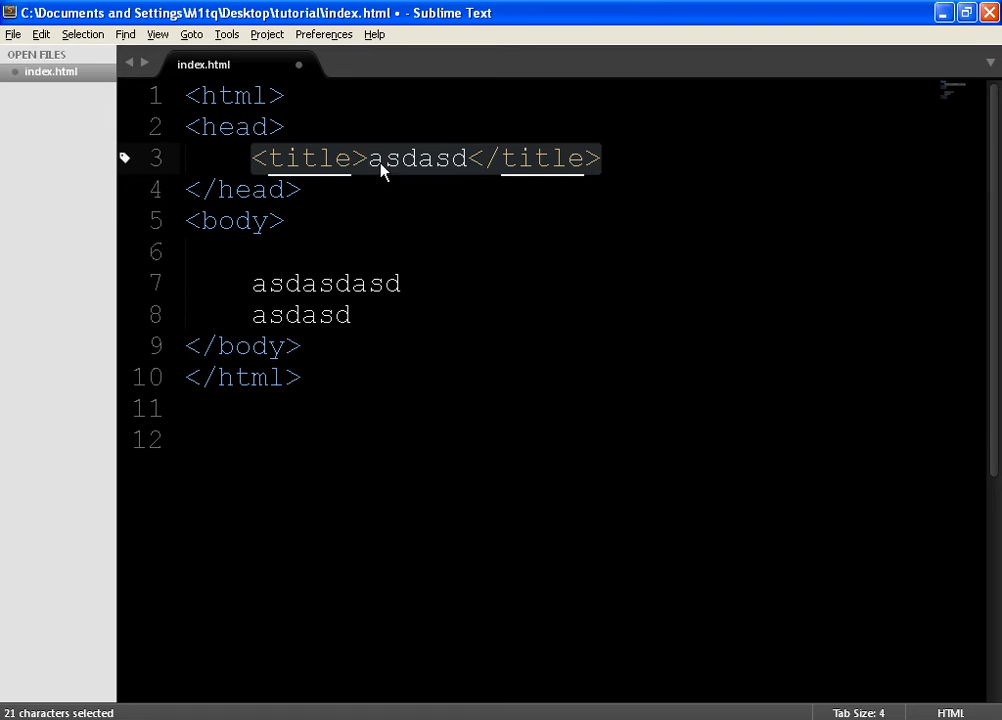 C:\Documents and Settings\M1tq\Desktop\tutorial\index.html • - Sublime Text
File Edit Selection Find View Goto Tools Project Preferences Help
OPEN FILES
index.html
index.html
1 <html>
2 <head>
3 <title>asdasd</title>
4 </head>
5 <body>
6
7 asdasdasd
8 asdasd
9 </body>
10 </html>
11
12
21 characters selected Tab Size: 4 HTML